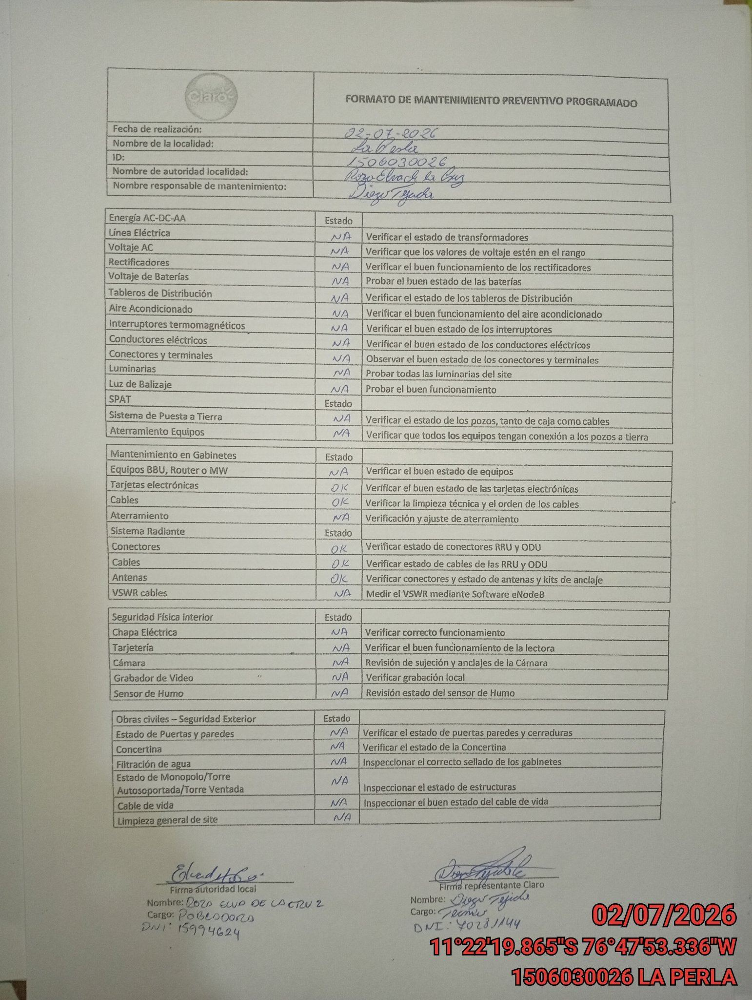 Claro
FORMATO DE MANTENIMIENTO PREVENTIVO PROGRAMADO
Fecha de realización: 02-07-2026
Nombre de la localidad: La Perla
ID: 1506030026
Nombre de autoridad localidad: Roza Elva de la Cruz
Nombre responsable de mantenimiento: Diego Tejida
Energía AC-DC-AA Estado
Línea Eléctrica NA Verificar el estado de transformadores
Voltaje AC NA Verificar que los valores de voltaje estén en el rango
Rectificadores NA Verificar el buen funcionamiento de los rectificadores
Voltaje de Baterías NA Probar el buen estado de las baterías
Tableros de Distribución NA Verificar el estado de los tableros de Distribución
Aire Acondicionado NA Verificar el buen funcionamiento del aire acondicionado
Interruptores termomagnéticos NA Verificar el buen estado de los interruptores
Conductores eléctricos NA Verificar el buen estado de los conductores eléctricos
Conectores y terminales NA Observar el buen estado de los conectores y terminales
Luminarias NA Probar todas las luminarias del site
Luz de Balizaje NA Probar el buen funcionamiento
SPAT Estado
Sistema de Puesta a Tierra NA Verificar el estado de los pozos, tanto de caja como cables
Aterramiento Equipos NA Verificar que todos los equipos tengan conexión a los pozos a tierra
Mantenimiento en Gabinetes Estado
Equipos BBU, Router o MW NA Verificar el buen estado de equipos
Tarjetas electrónicas OK Verificar el buen estado de las tarjetas electrónicas
Cables OK Verificar la limpieza técnica y el orden de los cables
Aterramiento NA Verificación y ajuste de aterramiento
Sistema Radiante Estado
Conectores OK Verificar estado de conectores RRU y ODU
Cables OK Verificar estado de cables de las RRU y ODU
Antenas OK Verificar conectores y estado de antenas y kits de anclaje
VSWR cables NA Medir el VSWR mediante Software eNodeB
Seguridad Física interior Estado
Chapa Eléctrica NA Verificar correcto funcionamiento
Tarjetería NA Verificar el buen funcionamiento de la lectora
Cámara NA Revisión de sujeción y anclajes de la Cámara
Grabador de Video NA Verificar grabación local
Sensor de Humo NA Revisión estado del sensor de Humo
Obras civiles – Seguridad Exterior Estado
Estado de Puertas y paredes NA Verificar el estado de puertas paredes y cerraduras
Concertina NA Verificar el estado de la Concertina
Filtración de agua NA Inspeccionar el correcto sellado de los gabinetes
Estado de Monopolo/Torre
Autosoportada/Torre Ventada NA Inspeccionar el estado de estructuras
Cable de vida NA Inspeccionar el buen estado del cable de vida
Limpieza general de site NA
Firma autoridad local
Nombre: ROZA ELVA DE LA CRUZ
Cargo: POBLADORA
DNI: 15994624
Firma representante Claro
Nombre: Diego Tejida
Cargo: Técnico
DNI: 70281144
02/07/2026
11°22'19.865"S 76°47'53.336"W
1506030026 LA PERLA